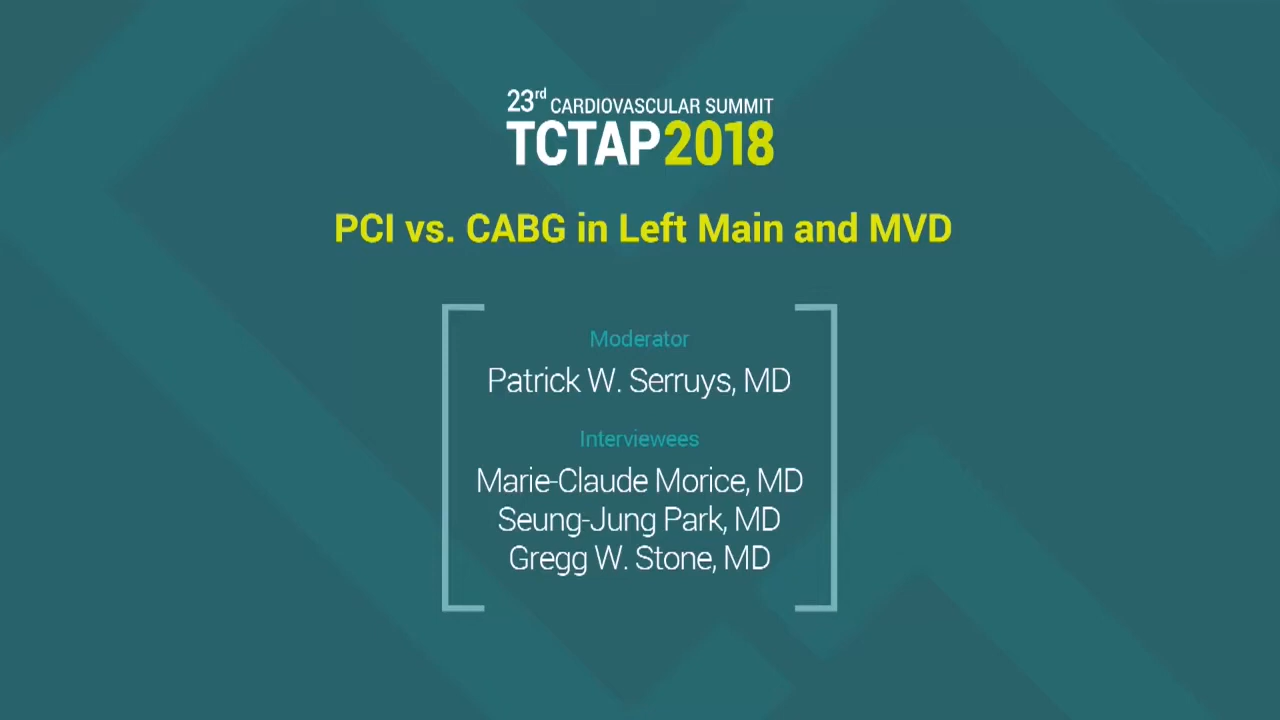 23rd CARDIOVASCULAR SUMMIT
TCTAP2018
PCI vs. CABG in Left Main and MVD
Moderator
Patrick W. Serruys, MD
Interviewees
Marie-Claude Morice, MD
Seung-Jung Park, MD
Gregg W. Stone, MD